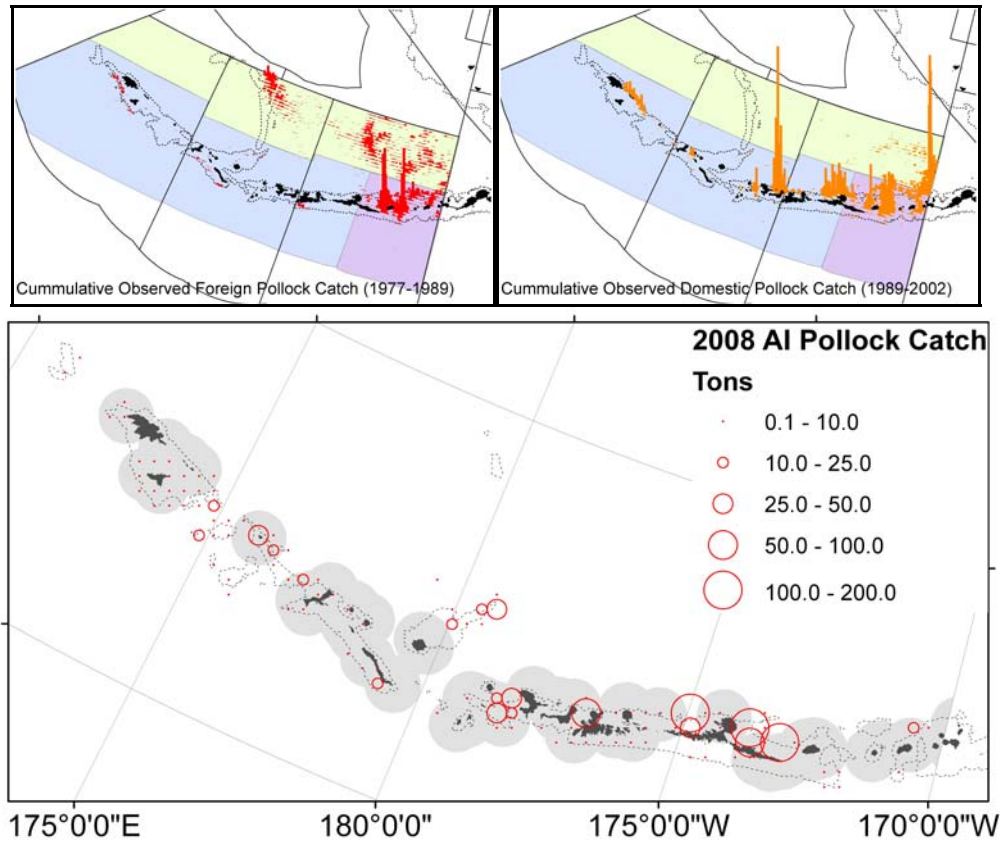 Cummulative Observed Foreign Pollock Catch (1977-1989)
Cummulative Observed Domestic Pollock Catch (1989-2002)
2008 AI Pollock Catch
Tons
0.1 - 10.0
10.0 - 25.0
25.0 - 50.0
50.0 - 100.0
100.0 - 200.0
175°0'0"E
180°0'0"
175°0'0"W
170°0'0"W